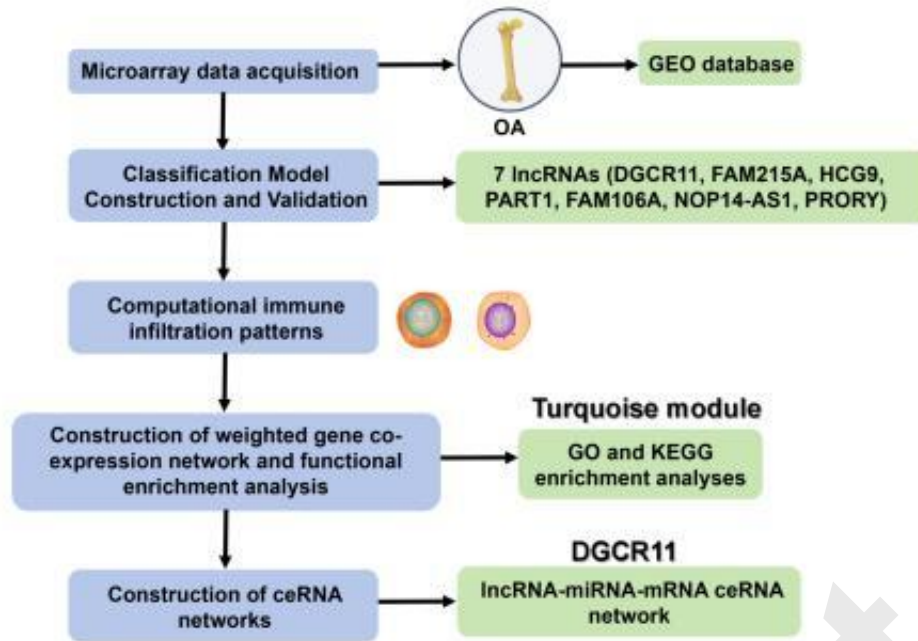 Microarray data acquisition
OA
GEO database
Classification Model
Construction and Validation
7 lncRNAs (DGCR11, FAM215A, HCG9,
PART1, FAM106A, NOP14-AS1, PRORY)
Computational immune
infiltration patterns
Construction of weighted gene co-
expression network and functional
enrichment analysis
Turquoise module
GO and KEGG
enrichment analyses
Construction of ceRNA
networks
DGCR11
lncRNA-miRNA-mRNA ceRNA
network